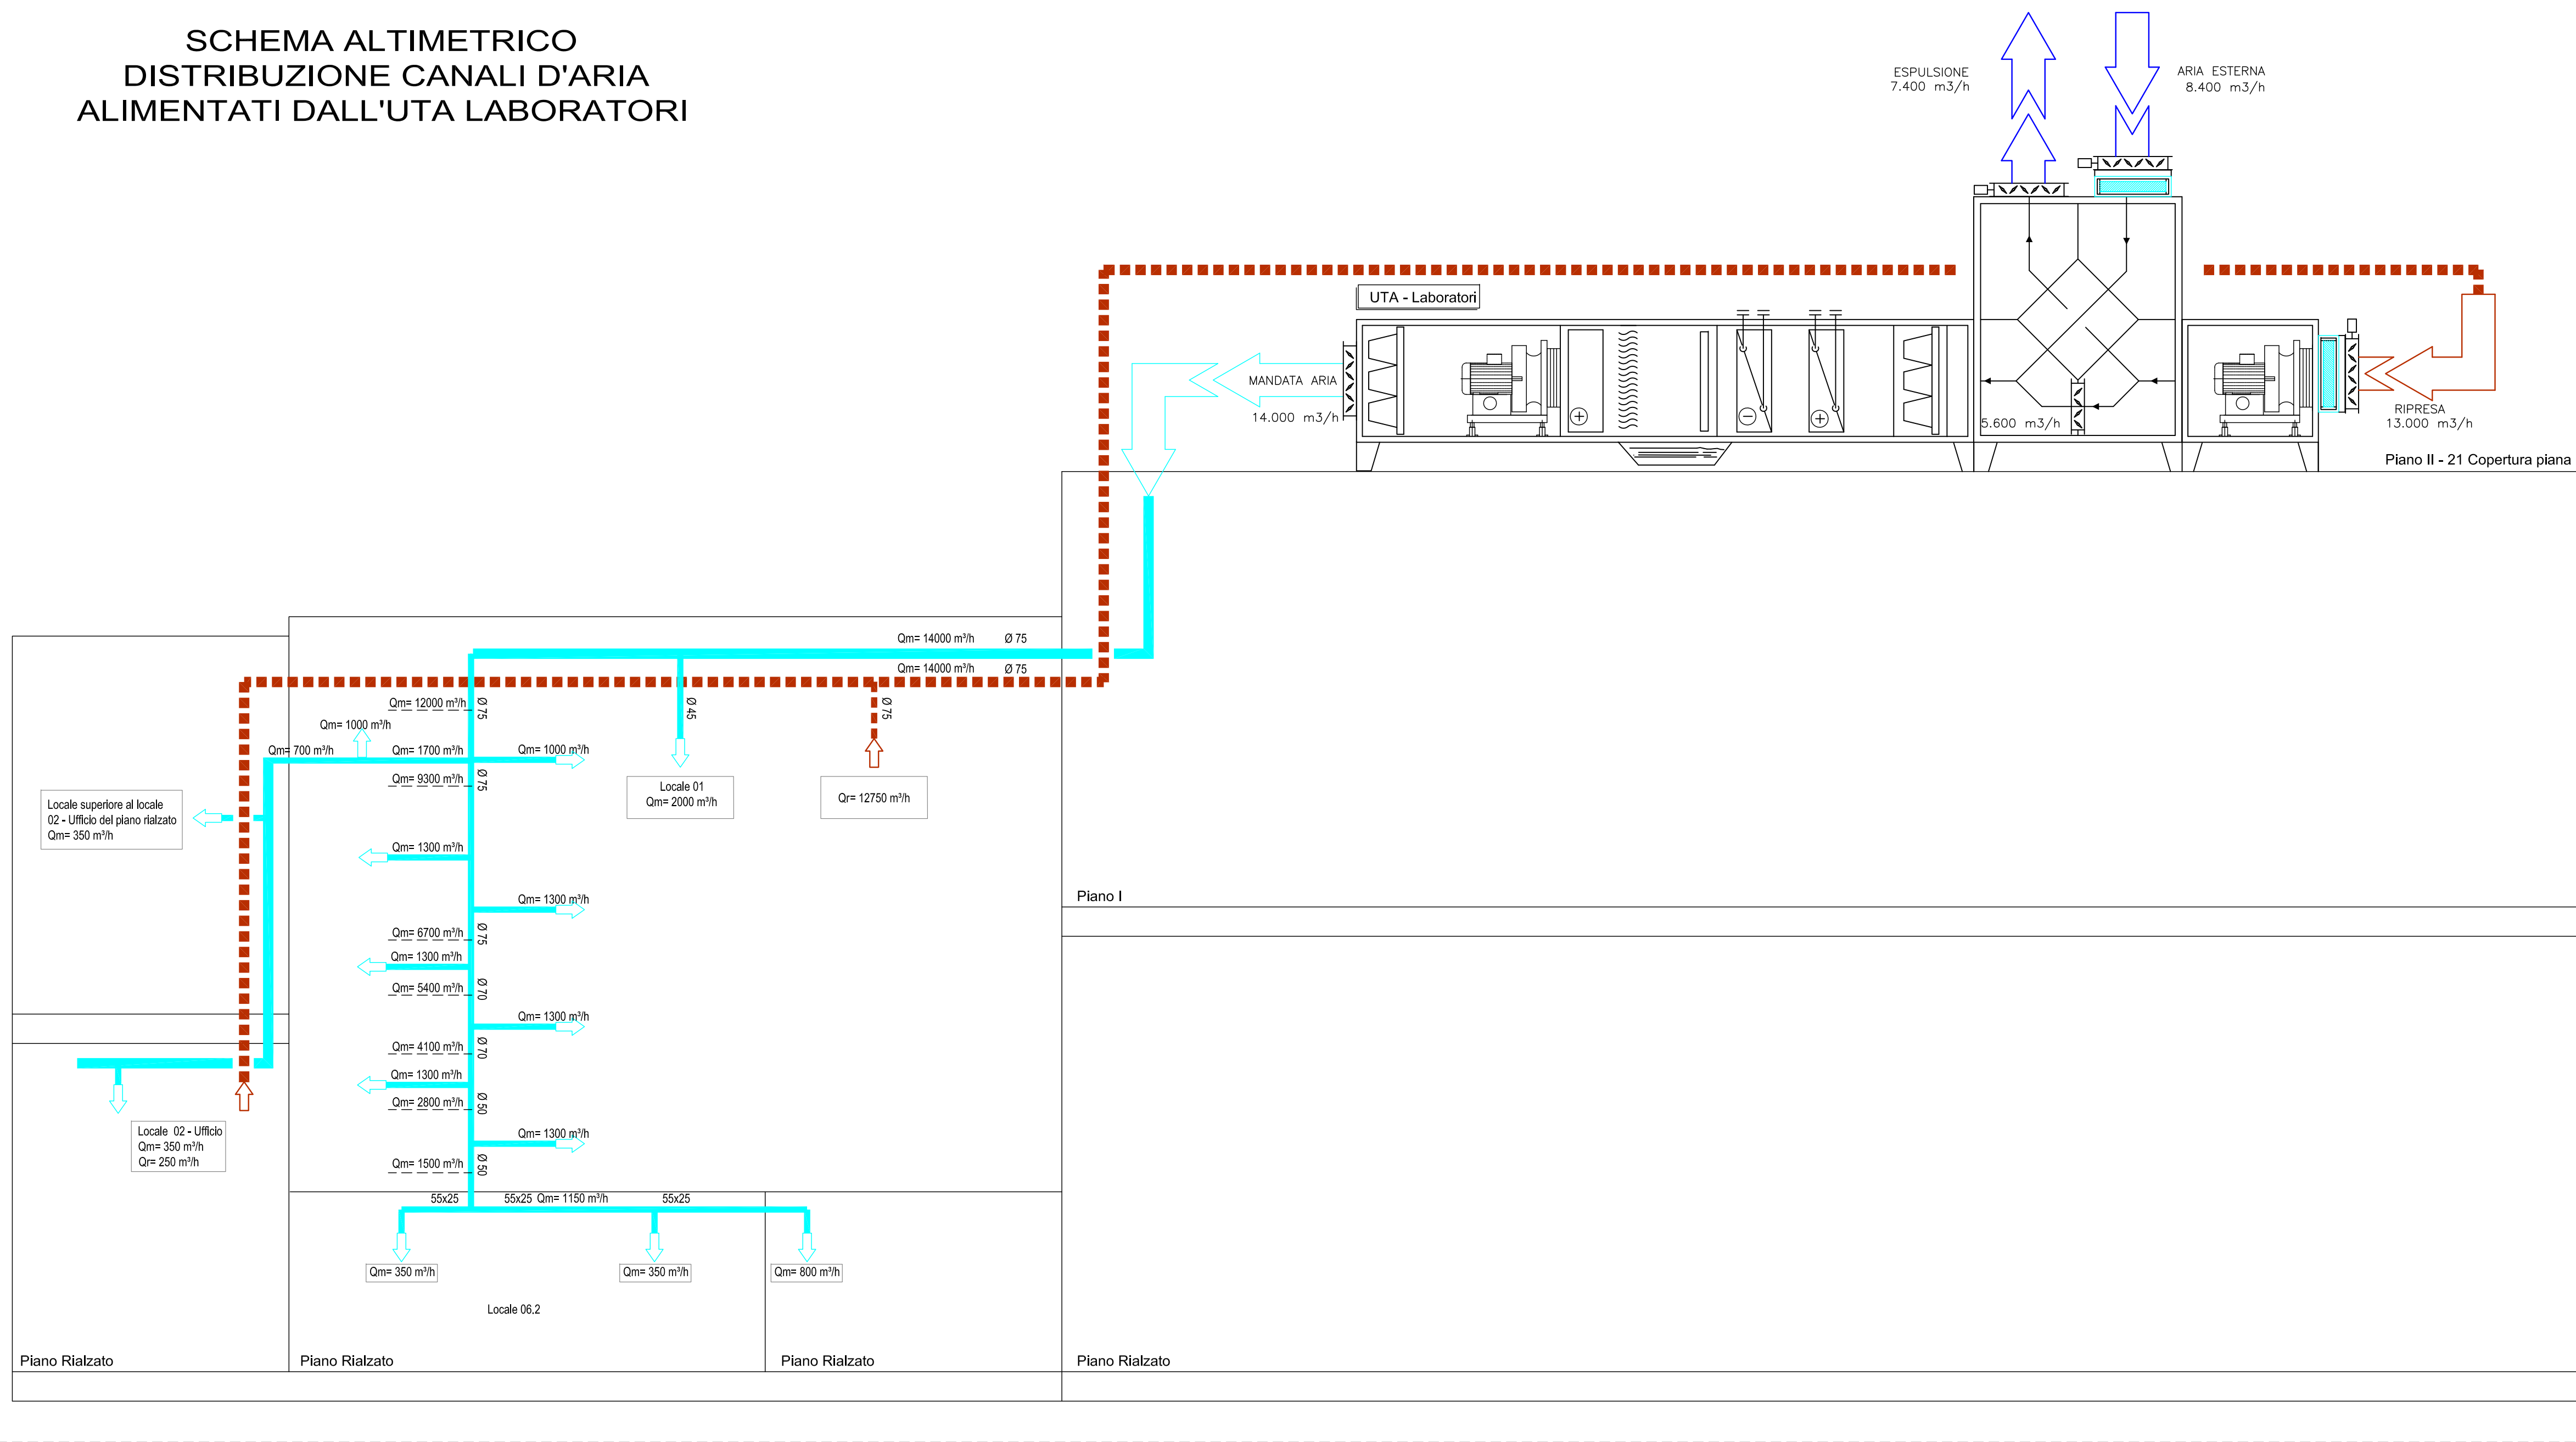 SCHEMA ALTIMETRICO
DISTRIBUZIONE CANALI D'ARIA
ALIMENTATI DALL'UTA LABORATORI
ESPULSIONE
7.400 m3/h
ARIA ESTERNA
8.400 m3/h
UTA - Laboratori
MANDATA ARIA
14.000 m3/h
5.600 m3/h
RIPRESA
13.000 m3/h
Piano II - 21 Copertura piana
Qm= 14000 m³/h Ø 75
Qm= 14000 m³/h Ø 75
Qm= 12000 m³/h Ø 75
Ø 45
Ø 75
Qm= 1000 m³/h
Qm= 700 m³/h
Qm= 1700 m³/h
Qm= 1000 m³/h
Qm= 9300 m³/h Ø 75
Locale 01
Qm= 2000 m³/h
Qr= 12750 m³/h
Locale superiore al locale
02 - Ufficio del piano rialzato
Qm= 350 m³/h
Qm= 1300 m³/h
Qm= 1300 m³/h
Piano I
Qm= 6700 m³/h Ø 75
Qm= 1300 m³/h
Qm= 5400 m³/h Ø 70
Qm= 1300 m³/h
Qm= 4100 m³/h Ø 70
Qm= 1300 m³/h
Qm= 2800 m³/h Ø 50
Locale 02 - Ufficio
Qm= 350 m³/h
Qr= 250 m³/h
Qm= 1300 m³/h
Qm= 1500 m³/h Ø 50
55x25 55x25 Qm= 1150 m³/h 55x25
Qm= 350 m³/h
Qm= 350 m³/h
Qm= 800 m³/h
Locale 06.2
Piano Rialzato
Piano Rialzato
Piano Rialzato
Piano Rialzato